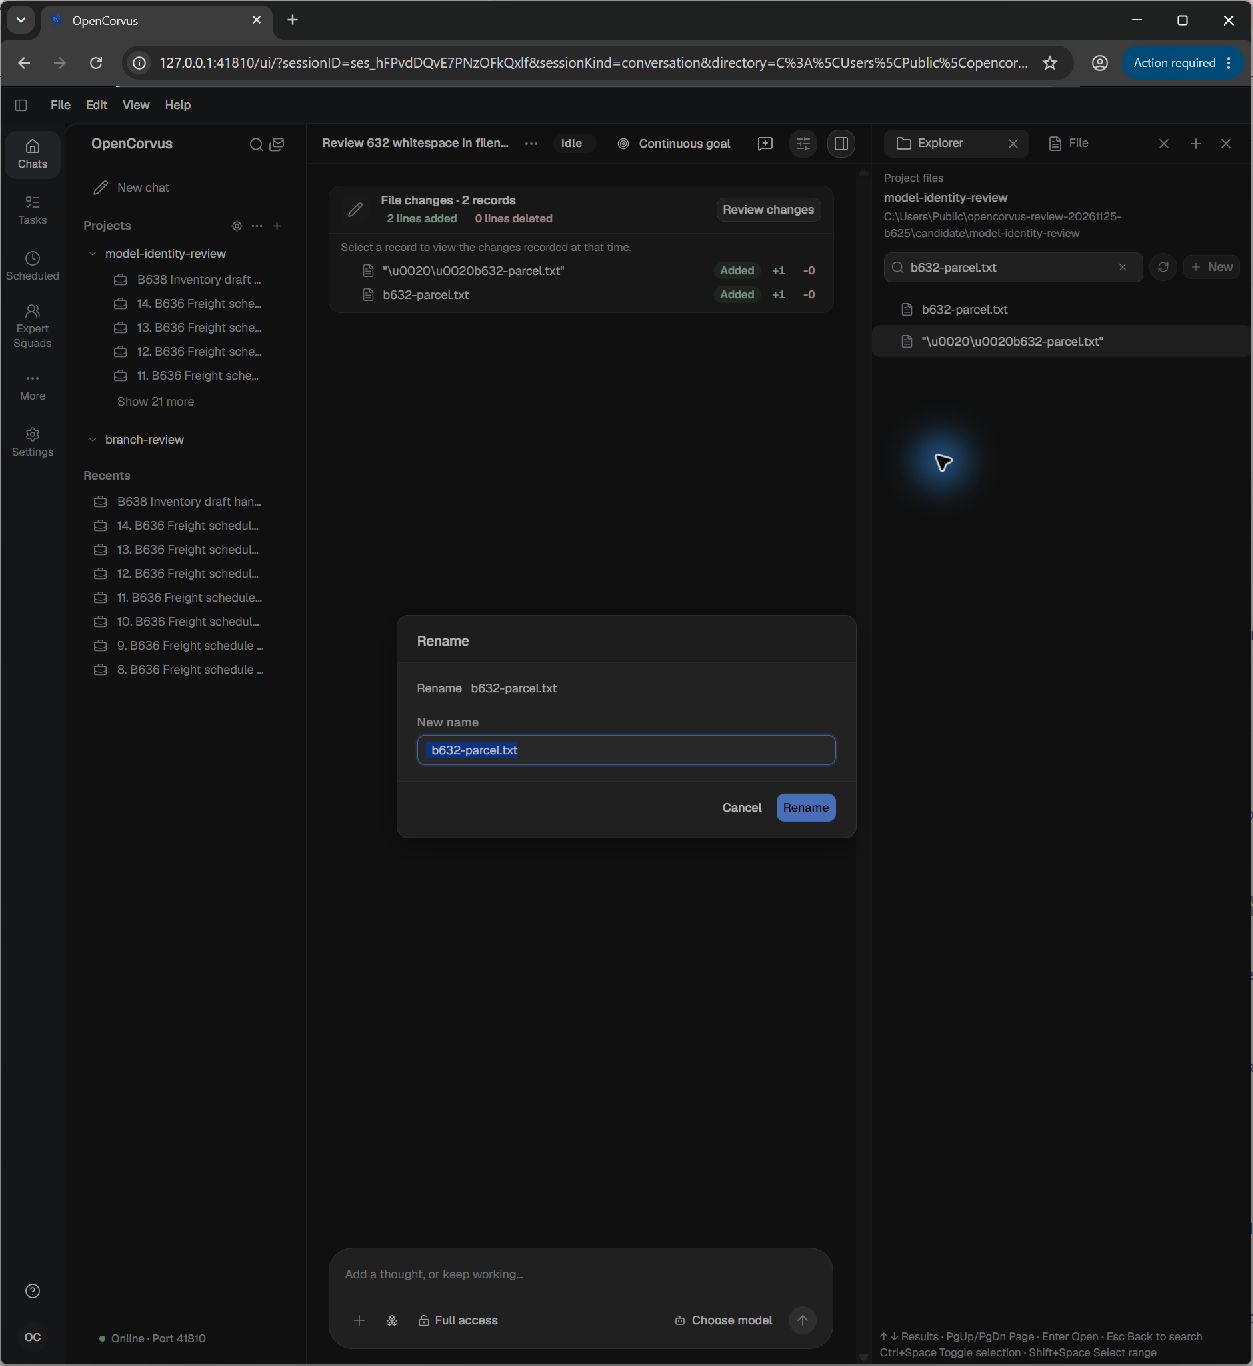 OpenCorvus
127.0.0.1:41810/ui/?sessionID=ses_hFPvdDQvE7PNzOFkQxlf&sessionKind=conversation&directory=C%3A%5CUsers%5CPublic%5Copencor...
Action required
File Edit View Help
Chats
Tasks
Scheduled
Expert
Squads
More
Settings
OC
OpenCorvus
New chat
Projects
model-identity-review
B638 Inventory draft ...
14. B636 Freight sche...
13. B636 Freight sche...
12. B636 Freight sche...
11. B636 Freight sche...
Show 21 more
branch-review
Recents
B638 Inventory draft han...
14. B636 Freight schedul...
13. B636 Freight schedul...
12. B636 Freight schedul...
11. B636 Freight schedule...
10. B636 Freight schedul...
9. B636 Freight schedule ...
8. B636 Freight schedule ...
Online · Port 41810
Review 632 whitespace in filen... ··· Idle Continuous goal
File changes · 2 records
2 lines added 0 lines deleted
Review changes
Select a record to view the changes recorded at that time.
"\u0020\u0020b632-parcel.txt" Added +1 -0
b632-parcel.txt Added +1 -0
Rename
Rename b632-parcel.txt
New name
b632-parcel.txt
Cancel Rename
Add a thought, or keep working...
Full access Choose model
Explorer File
Project files
model-identity-review
C:\Users\Public\opencorvus-review-20261125-
b625\candidate\model-identity-review
b632-parcel.txt
+ New
b632-parcel.txt
"\u0020\u0020b632-parcel.txt"
↑ ↓ Results · PgUp/PgDn Page · Enter Open · Esc Back to search
Ctrl+Space Toggle selection · Shift+Space Select range